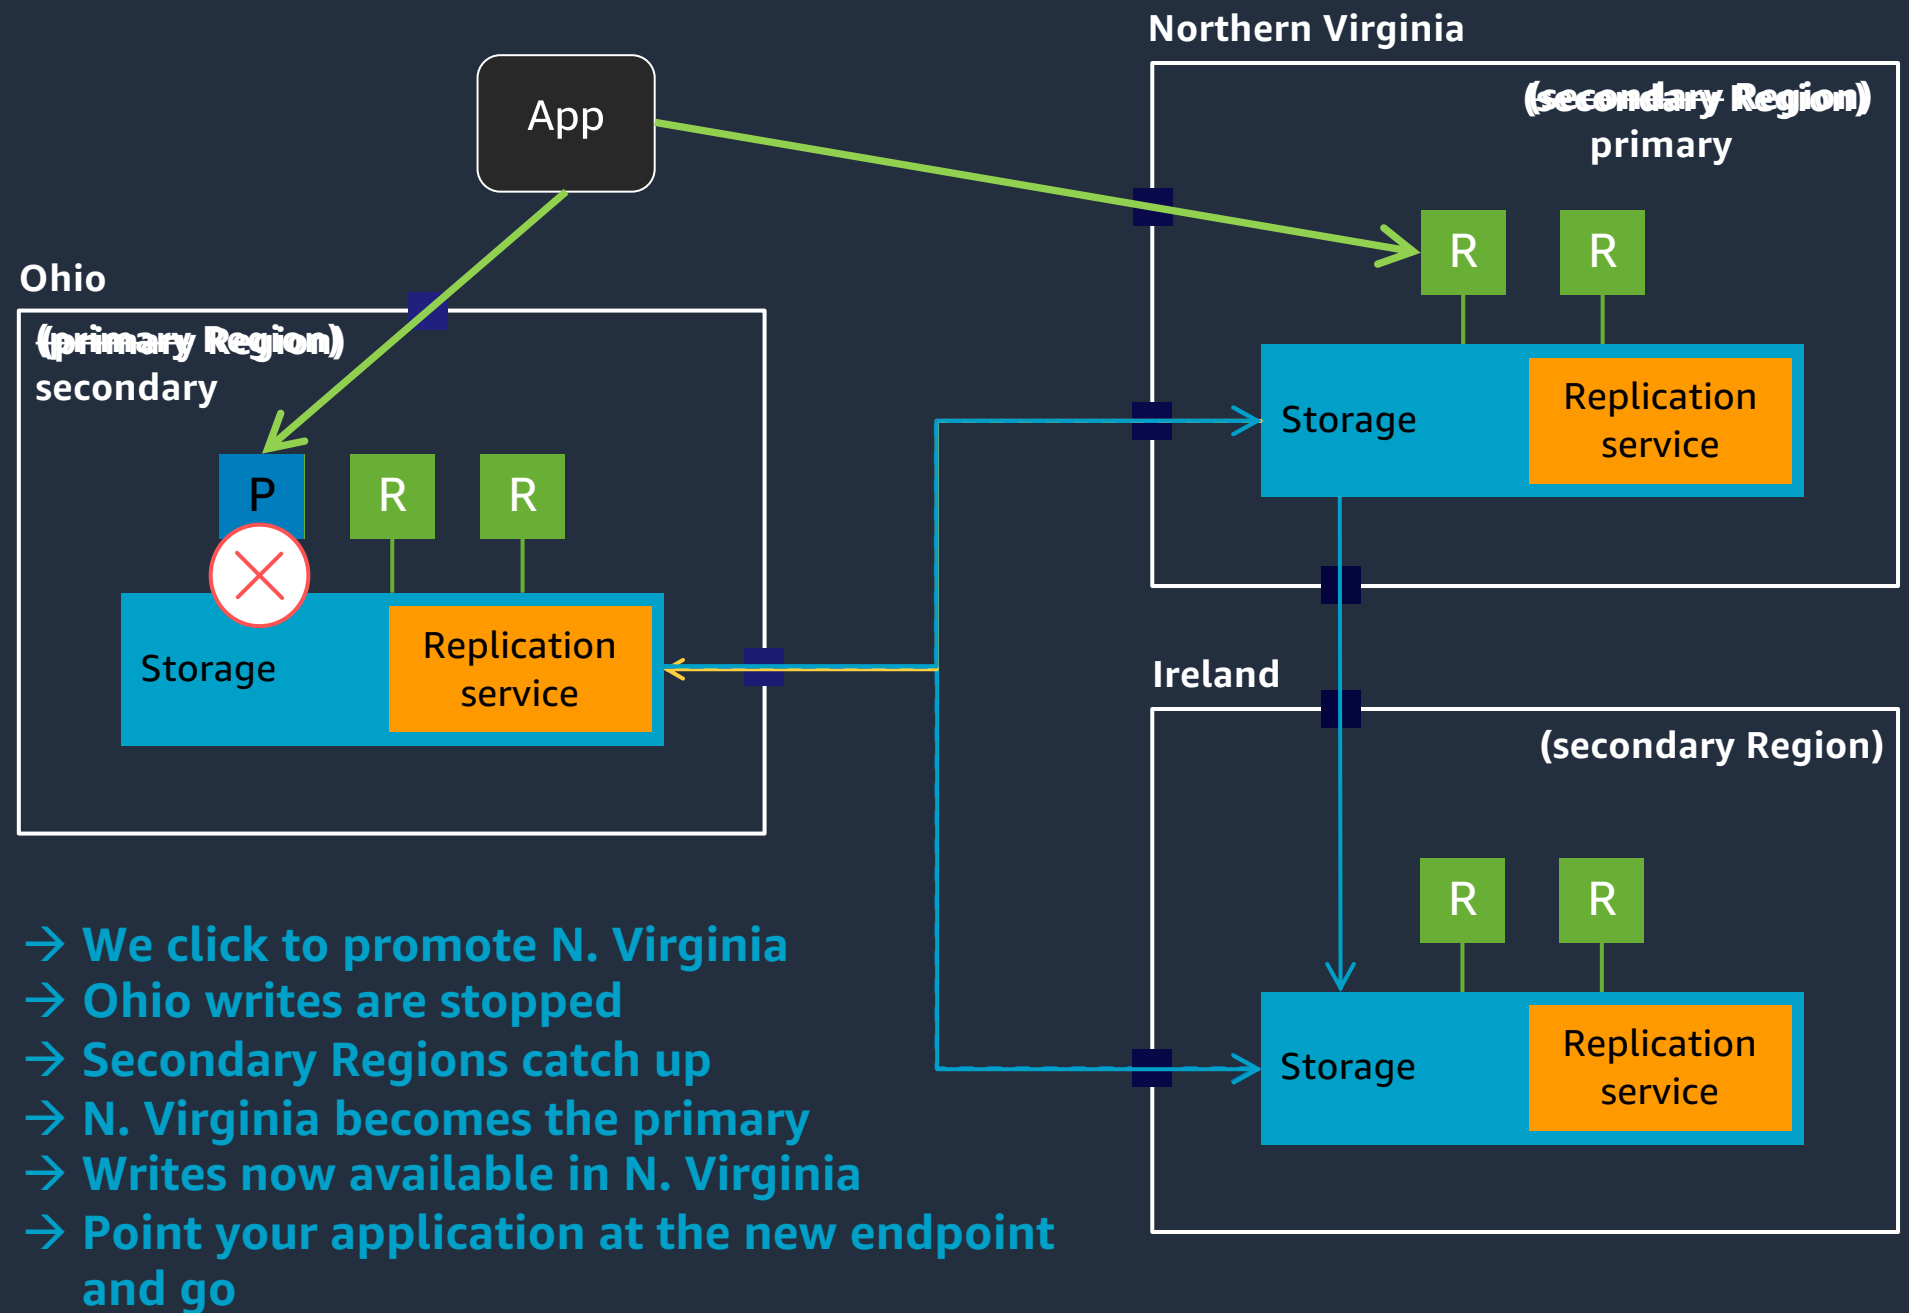 Northern Virginia
(secondary Region)
primary
App
R
R
Storage
Replication
service
Ohio
(primary Region)
secondary
P
R
R
Storage
Replication
service
Ireland
(secondary Region)
R
R
Storage
Replication
service
→ We click to promote N. Virginia
→ Ohio writes are stopped
→ Secondary Regions catch up
→ N. Virginia becomes the primary
→ Writes now available in N. Virginia
→ Point your application at the new endpoint
and go